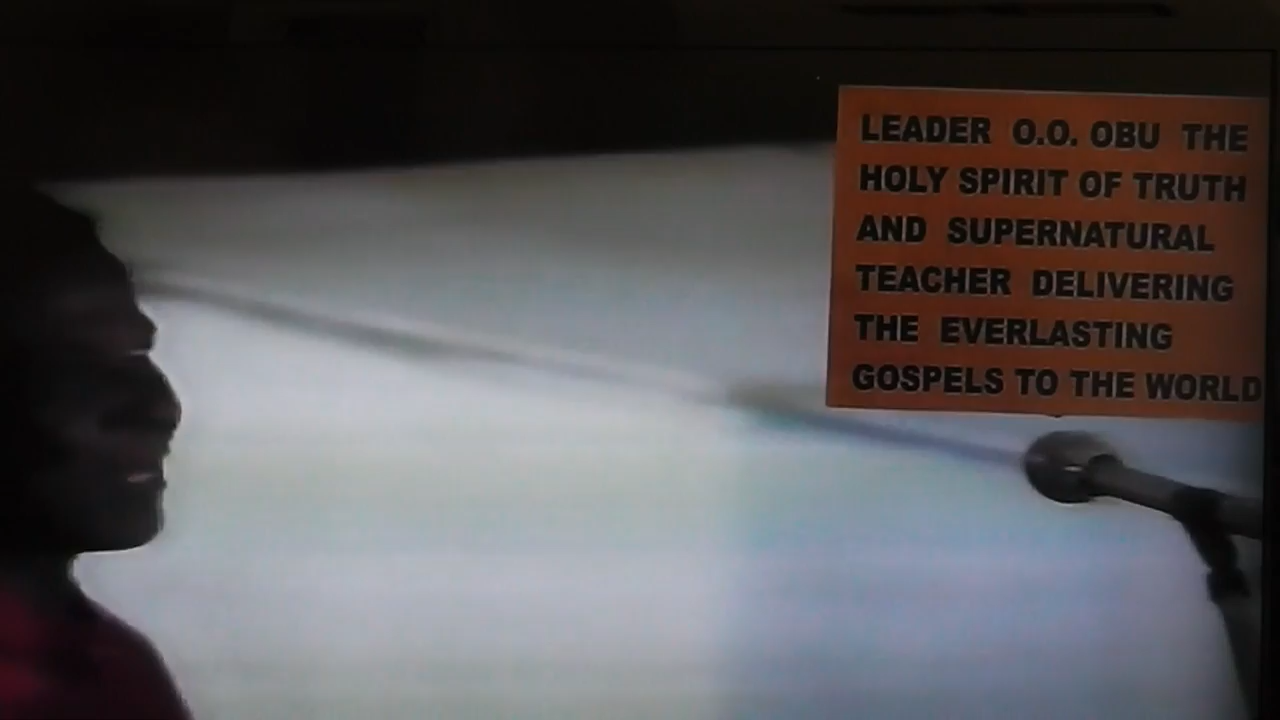 LEADER O.O. OBU THE
HOLY SPIRIT OF TRUTH
AND SUPERNATURAL
TEACHER DELIVERING
THE EVERLASTING
GOSPELS TO THE WORLD